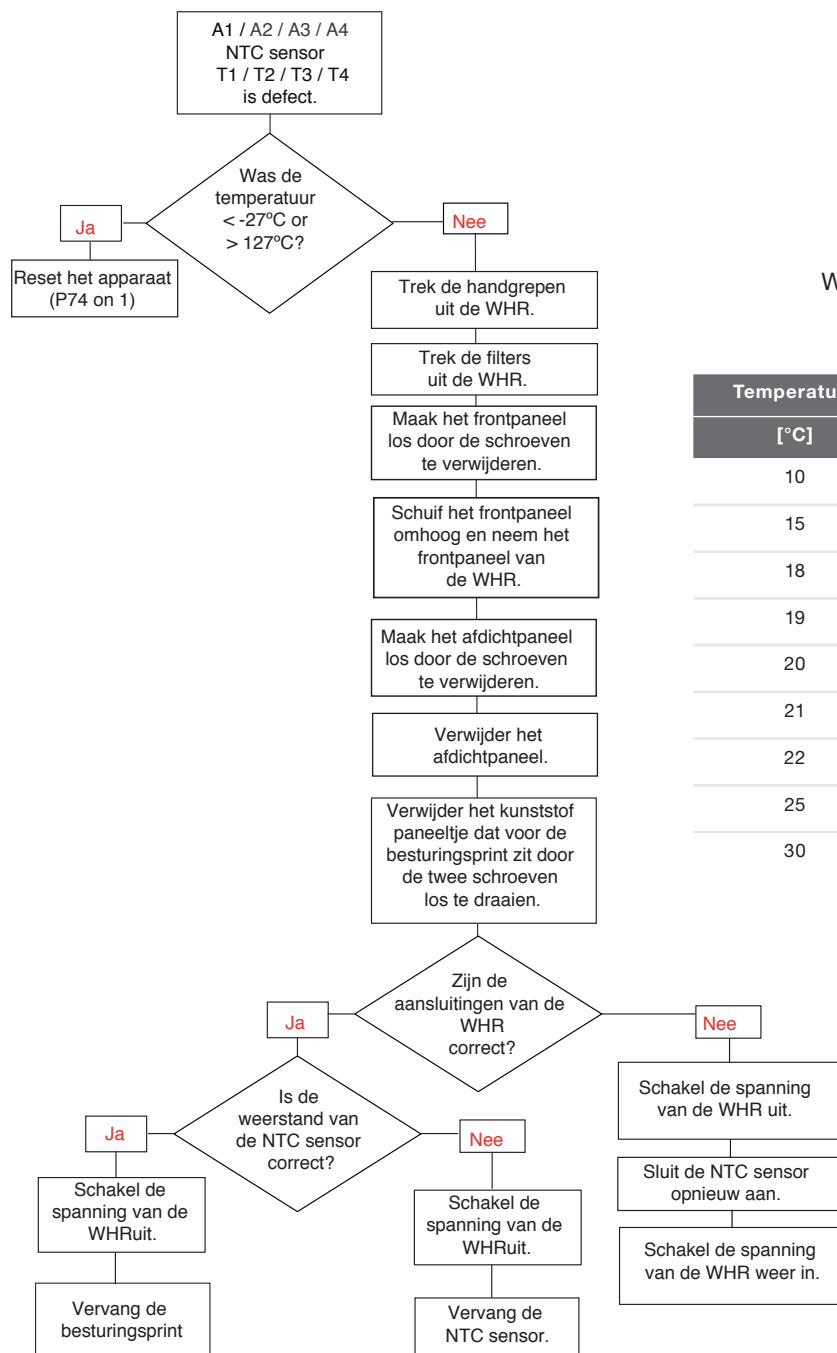 A1 / A2 / A3 / A4
NTC sensor
T1 / T2 / T3 / T4
is defect.
Was de
temperatuur
< -27ºC or
> 127ºC?
Ja
Nee
Reset het apparaat
(P74 on 1)
Trek de handgrepen
uit de WHR.
Trek de filters
uit de WHR.
Maak het frontpaneel
los door de schroeven
te verwijderen.
Schuif het frontpaneel
omhoog en neem het
frontpaneel van
de WHR.
Maak het afdichtpaneel
los door de schroeven
te verwijderen.
Verwijder het
afdichtpaneel.
Verwijder het kunststof
paneeltje dat voor de
besturingsprint zit door
de twee schroeven
los te draaien.
Zijn de
aansluitingen van de
WHR
correct?
Ja
Nee
Is de
weerstand van
de NTC sensor
correct?
Ja
Nee
Schakel de
spanning van de
WHRuit.
Vervang de
besturingsprint
Schakel de
spanning van de
WHRuit.
Vervang de
NTC sensor.
Schakel de spanning
van de WHR uit.
Sluit de NTC sensor
opnieuw aan.
Schakel de spanning
van de WHR weer in.
W
Temperatu
[°C]
10
15
18
19
20
21
22
25
30